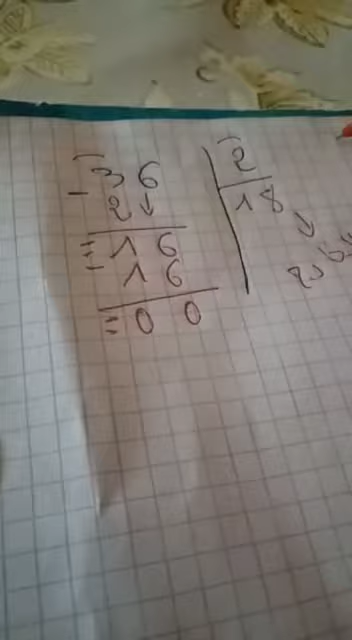 36 | 2
- 2↓ | 18
= 16
- 16
= 00